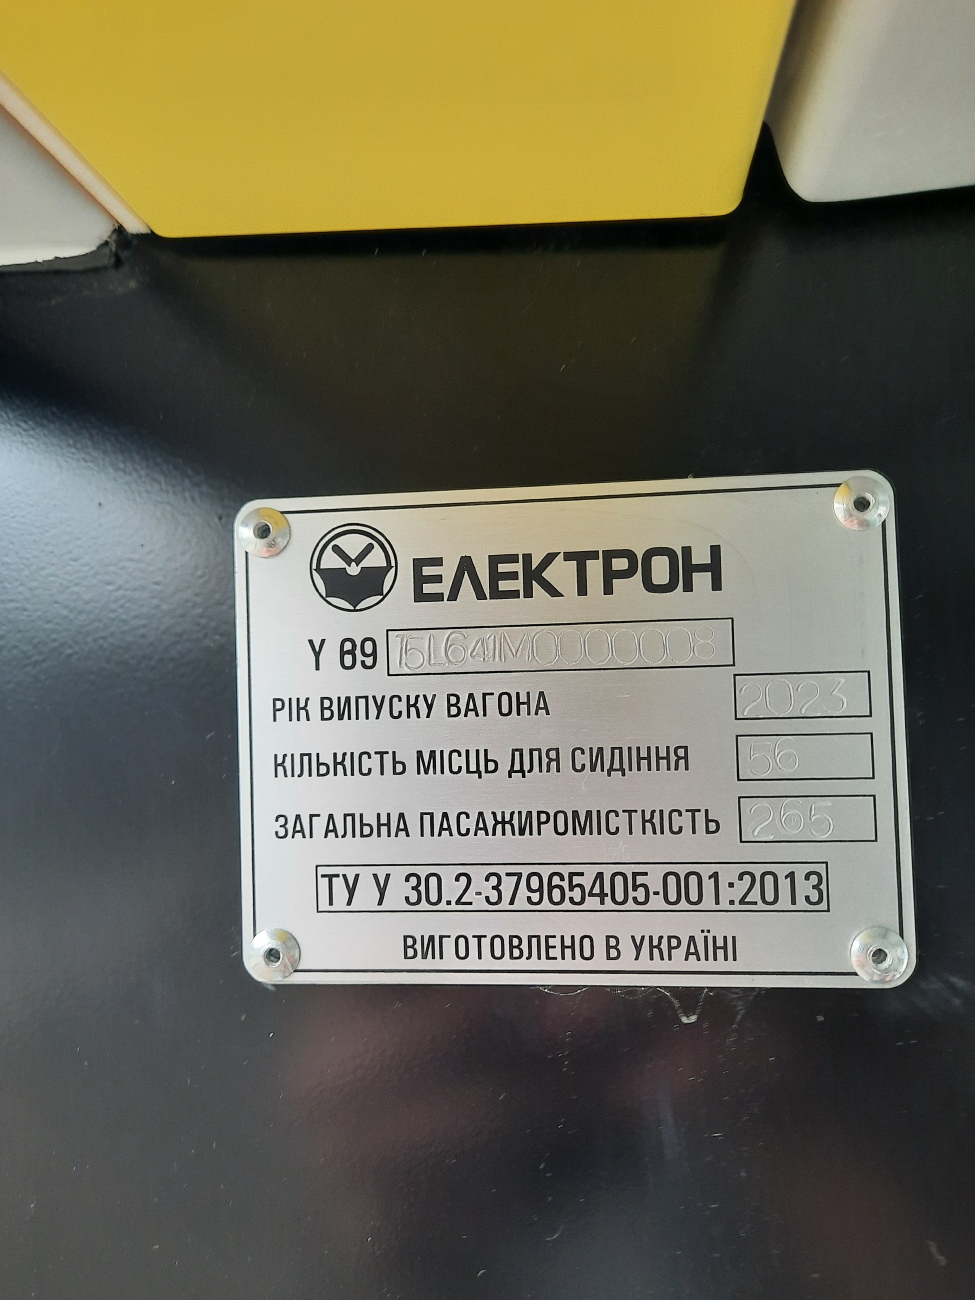 ЕЛЕКТРОН
Y 69 T5L641M0000008
РІК ВИПУСКУ ВАГОНА 2023
КІЛЬКІСТЬ МІСЦЬ ДЛЯ СИДІННЯ 56
ЗАГАЛЬНА ПАСАЖИРОМІСТКІСТЬ 265
ТУ У 30.2-37965405-001:2013
ВИГОТОВЛЕНО В УКРАЇНІ